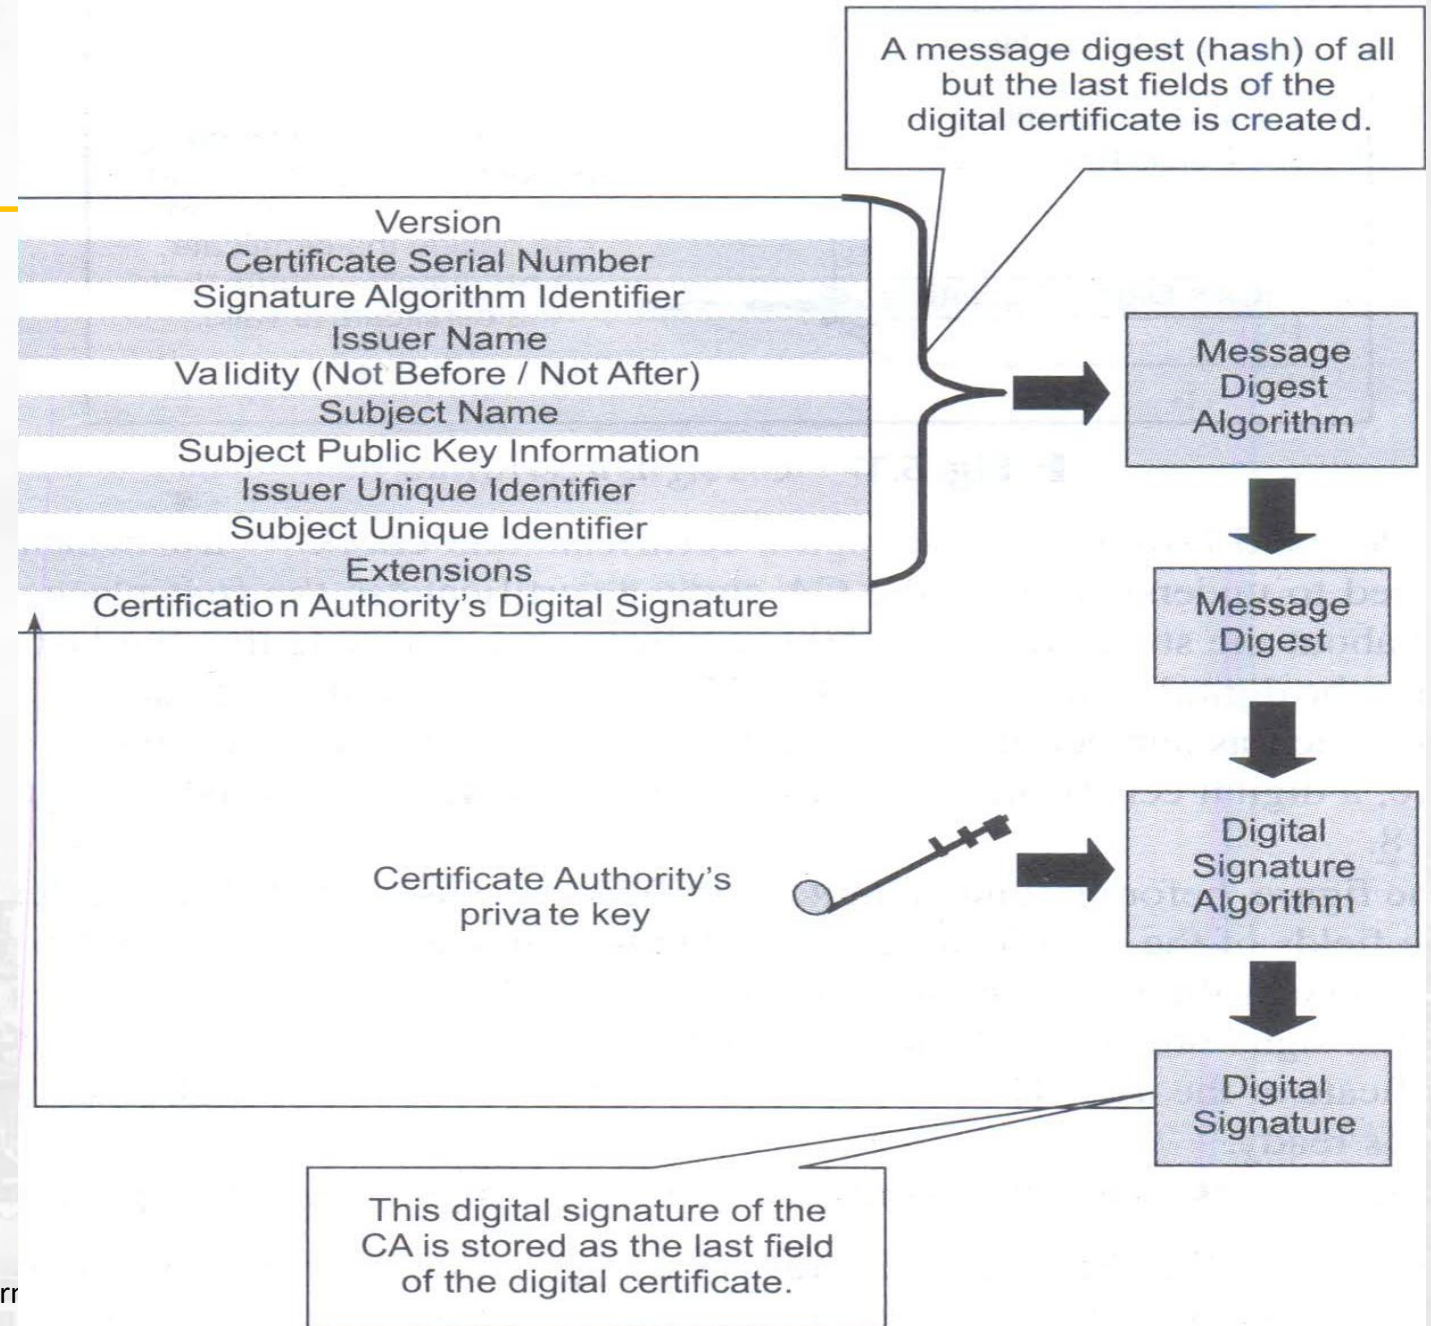 A message digest (hash) of all
but the last fields of the
digital certificate is created.
Version
Certificate Serial Number
Signature Algorithm Identifier
Issuer Name
Validity (Not Before / Not After)
Subject Name
Subject Public Key Information
Issuer Unique Identifier
Subject Unique Identifier
Extensions
Certification Authority's Digital Signature
Message
Digest
Algorithm
Message
Digest
Certificate Authority's
private key
Digital
Signature
Algorithm
Digital
Signature
This digital signature of the
CA is stored as the last field
of the digital certificate.